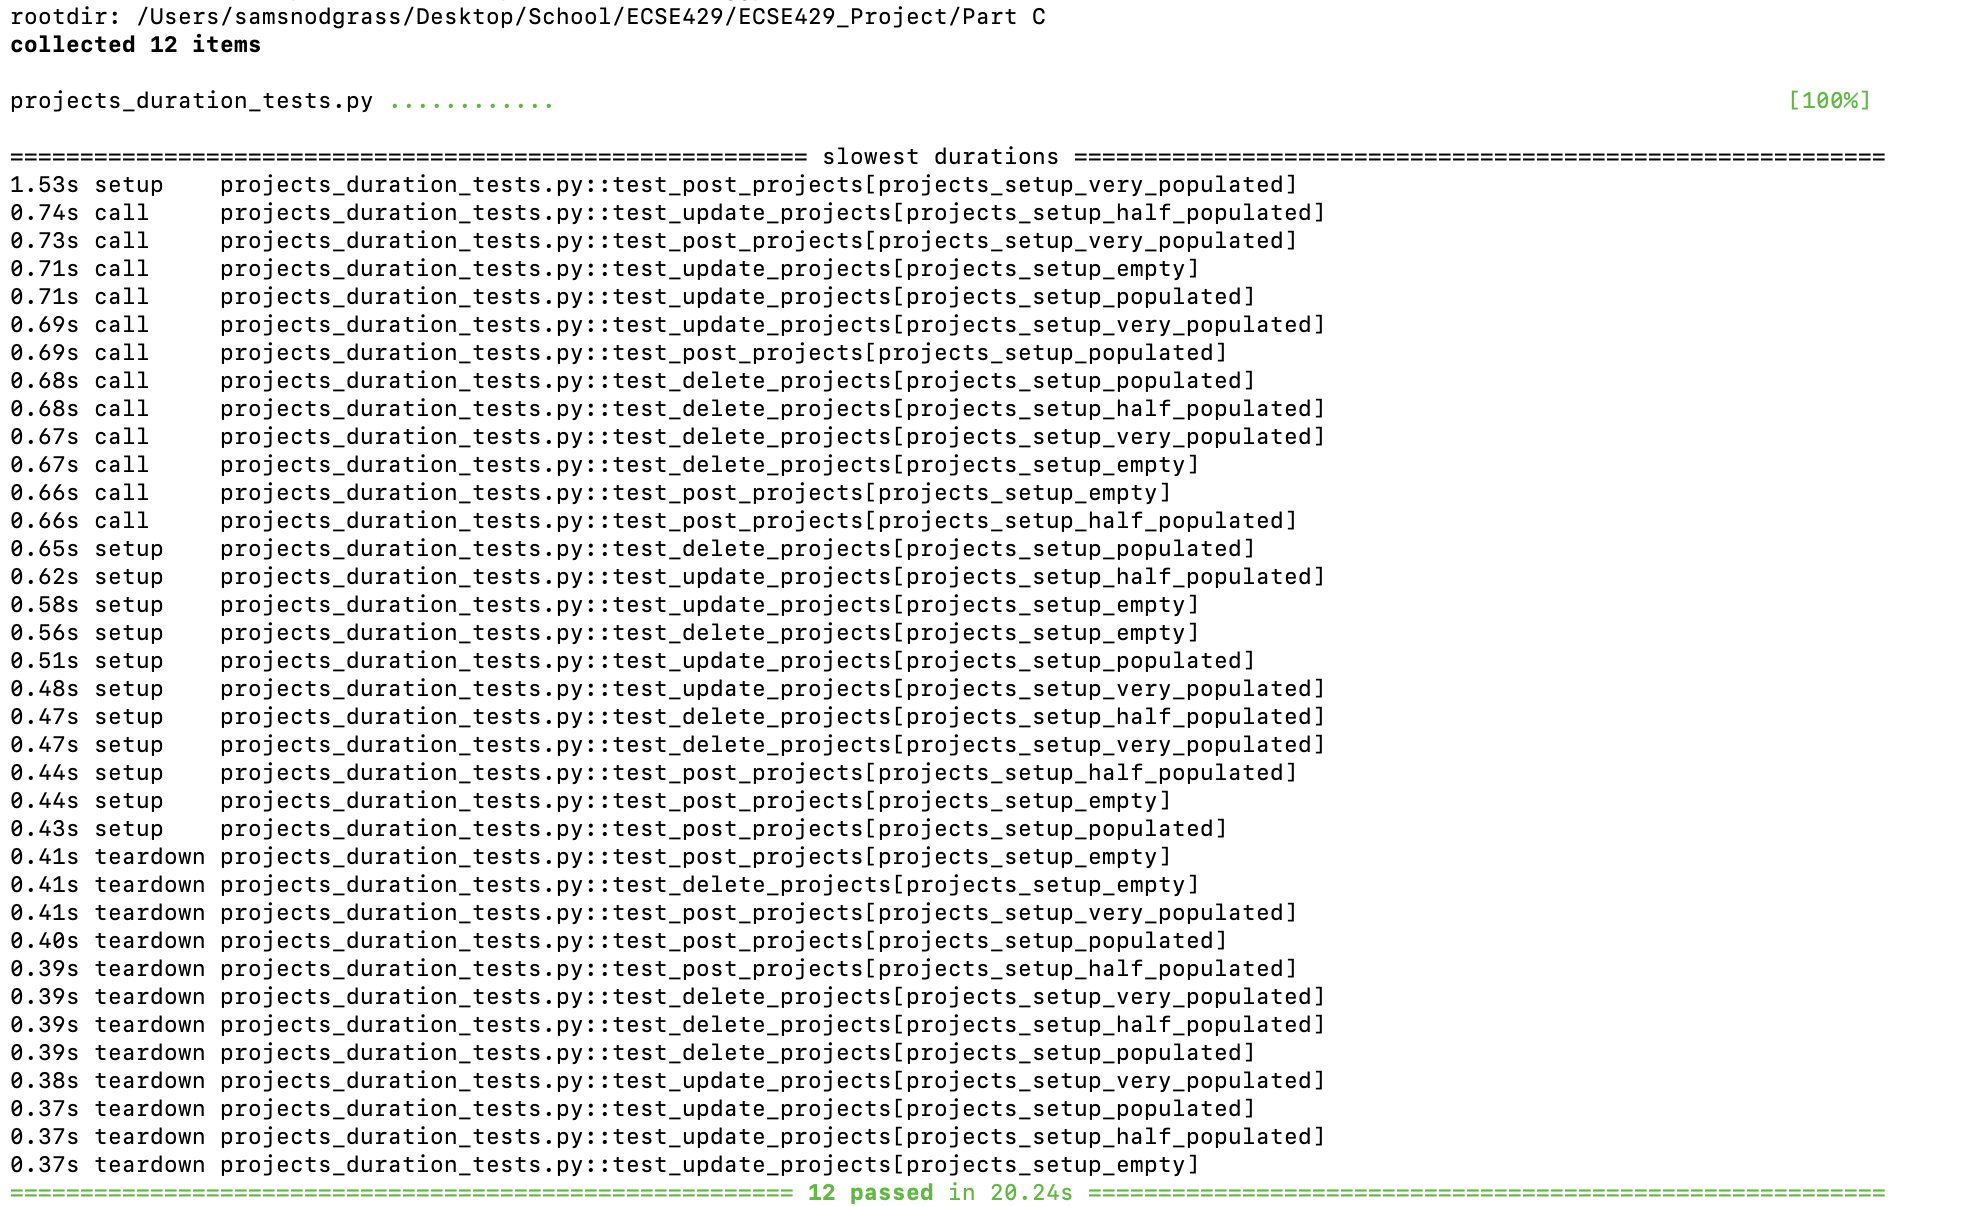 rootdir: /Users/samsnodgrass/Desktop/School/ECSE429/ECSE429_Project/Part C
collected 12 items
projects_duration_tests.py ............ [100%]
========================================================= slowest durations ==========================================================
1.53s setup    projects_duration_tests.py::test_post_projects[projects_setup_very_populated]
0.74s call     projects_duration_tests.py::test_update_projects[projects_setup_half_populated]
0.73s call     projects_duration_tests.py::test_post_projects[projects_setup_very_populated]
0.71s call     projects_duration_tests.py::test_update_projects[projects_setup_empty]
0.71s call     projects_duration_tests.py::test_update_projects[projects_setup_populated]
0.69s call     projects_duration_tests.py::test_update_projects[projects_setup_very_populated]
0.69s call     projects_duration_tests.py::test_post_projects[projects_setup_populated]
0.68s call     projects_duration_tests.py::test_delete_projects[projects_setup_populated]
0.68s call     projects_duration_tests.py::test_delete_projects[projects_setup_half_populated]
0.67s call     projects_duration_tests.py::test_delete_projects[projects_setup_very_populated]
0.67s call     projects_duration_tests.py::test_delete_projects[projects_setup_empty]
0.66s call     projects_duration_tests.py::test_post_projects[projects_setup_empty]
0.66s call     projects_duration_tests.py::test_post_projects[projects_setup_half_populated]
0.65s setup    projects_duration_tests.py::test_delete_projects[projects_setup_populated]
0.62s setup    projects_duration_tests.py::test_update_projects[projects_setup_half_populated]
0.58s setup    projects_duration_tests.py::test_update_projects[projects_setup_empty]
0.56s setup    projects_duration_tests.py::test_delete_projects[projects_setup_empty]
0.51s setup    projects_duration_tests.py::test_update_projects[projects_setup_populated]
0.48s setup    projects_duration_tests.py::test_update_projects[projects_setup_very_populated]
0.47s setup    projects_duration_tests.py::test_delete_projects[projects_setup_half_populated]
0.47s setup    projects_duration_tests.py::test_delete_projects[projects_setup_very_populated]
0.44s setup    projects_duration_tests.py::test_post_projects[projects_setup_half_populated]
0.44s setup    projects_duration_tests.py::test_post_projects[projects_setup_empty]
0.43s setup    projects_duration_tests.py::test_post_projects[projects_setup_populated]
0.41s teardown projects_duration_tests.py::test_post_projects[projects_setup_empty]
0.41s teardown projects_duration_tests.py::test_delete_projects[projects_setup_empty]
0.41s teardown projects_duration_tests.py::test_post_projects[projects_setup_very_populated]
0.40s teardown projects_duration_tests.py::test_post_projects[projects_setup_populated]
0.39s teardown projects_duration_tests.py::test_post_projects[projects_setup_half_populated]
0.39s teardown projects_duration_tests.py::test_delete_projects[projects_setup_very_populated]
0.39s teardown projects_duration_tests.py::test_delete_projects[projects_setup_half_populated]
0.39s teardown projects_duration_tests.py::test_delete_projects[projects_setup_populated]
0.38s teardown projects_duration_tests.py::test_update_projects[projects_setup_very_populated]
0.37s teardown projects_duration_tests.py::test_update_projects[projects_setup_populated]
0.37s teardown projects_duration_tests.py::test_update_projects[projects_setup_half_populated]
0.37s teardown projects_duration_tests.py::test_update_projects[projects_setup_empty]
======================================================== 12 passed in 20.24s =========================================================